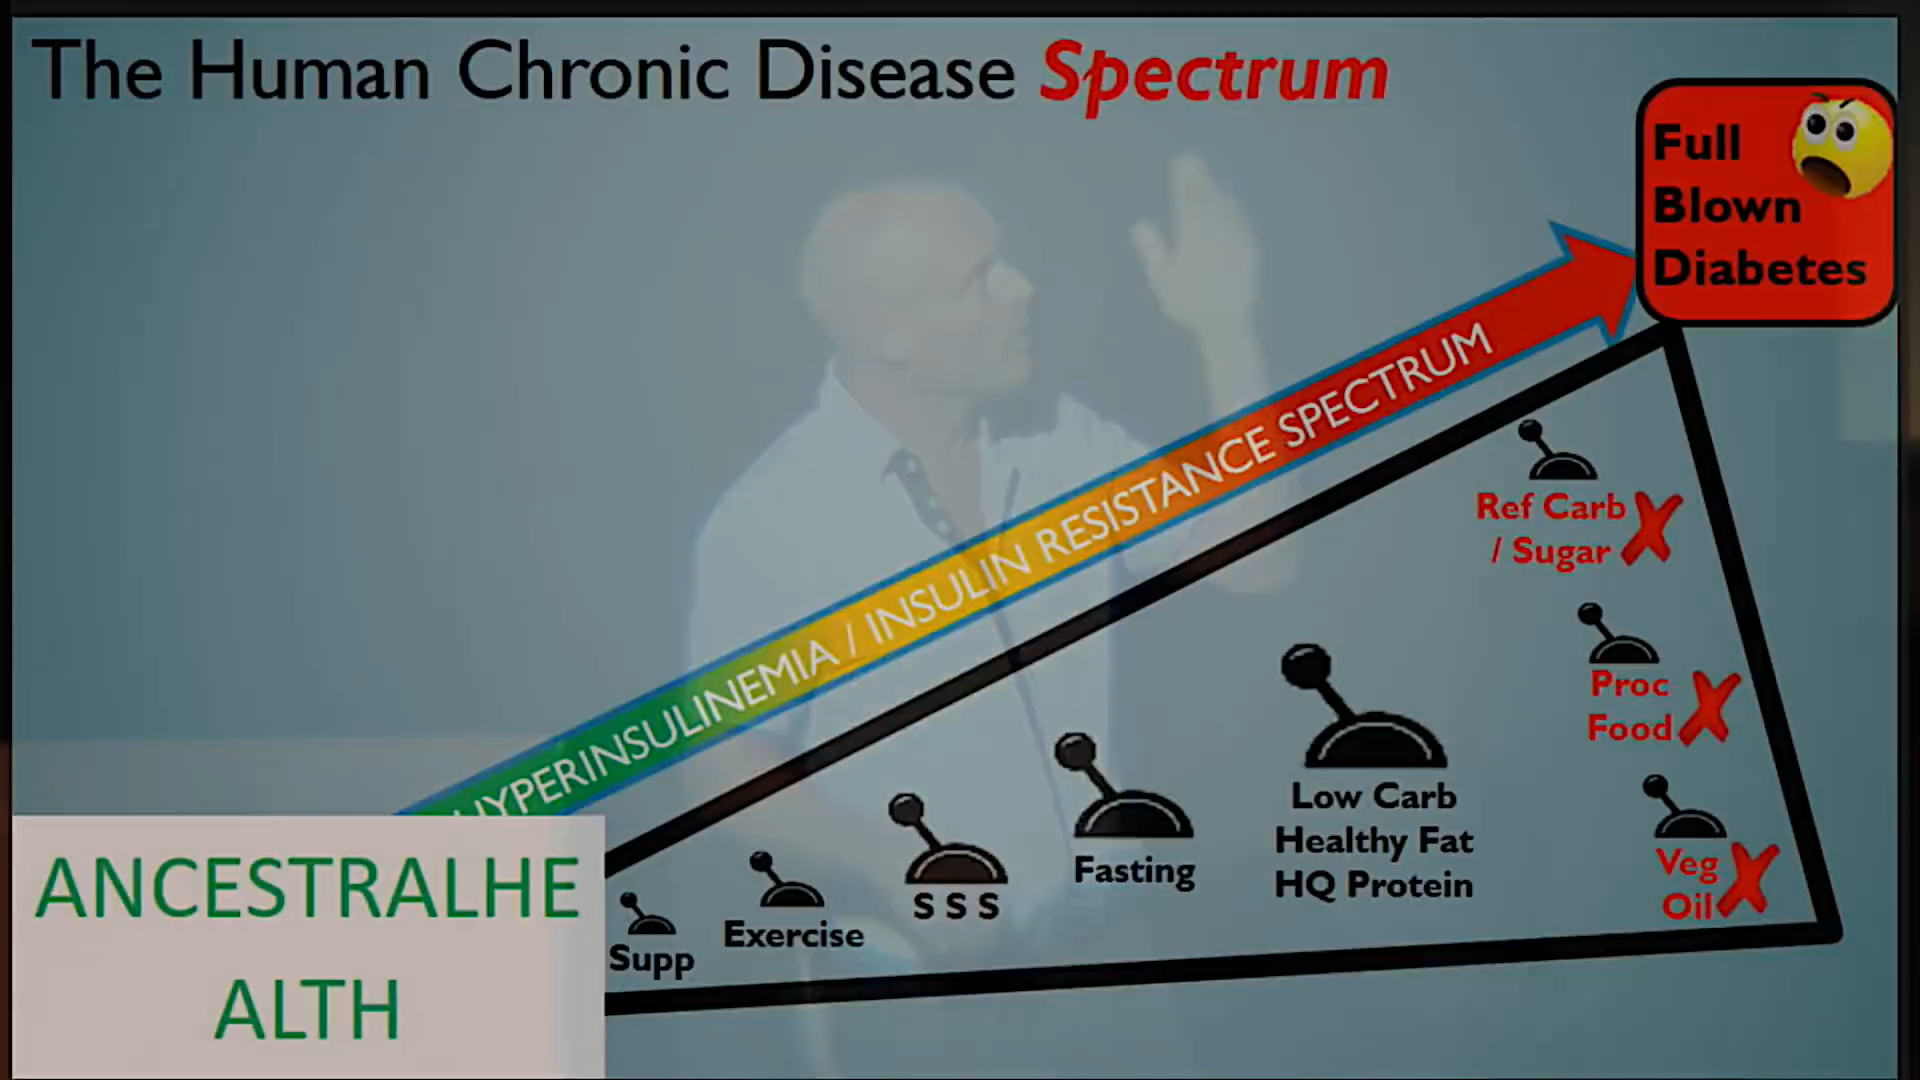 The Human Chronic Disease Spectrum
Full
Blown
Diabetes
HYPERINSULINEMIA / INSULIN RESISTANCE SPECTRUM
Ref Carb
/ Sugar
Proc
Food
Veg
Oil
Low Carb
Healthy Fat
HQ Protein
Fasting
S S S
Exercise
Supp
ANCESTRALHE
ALTH